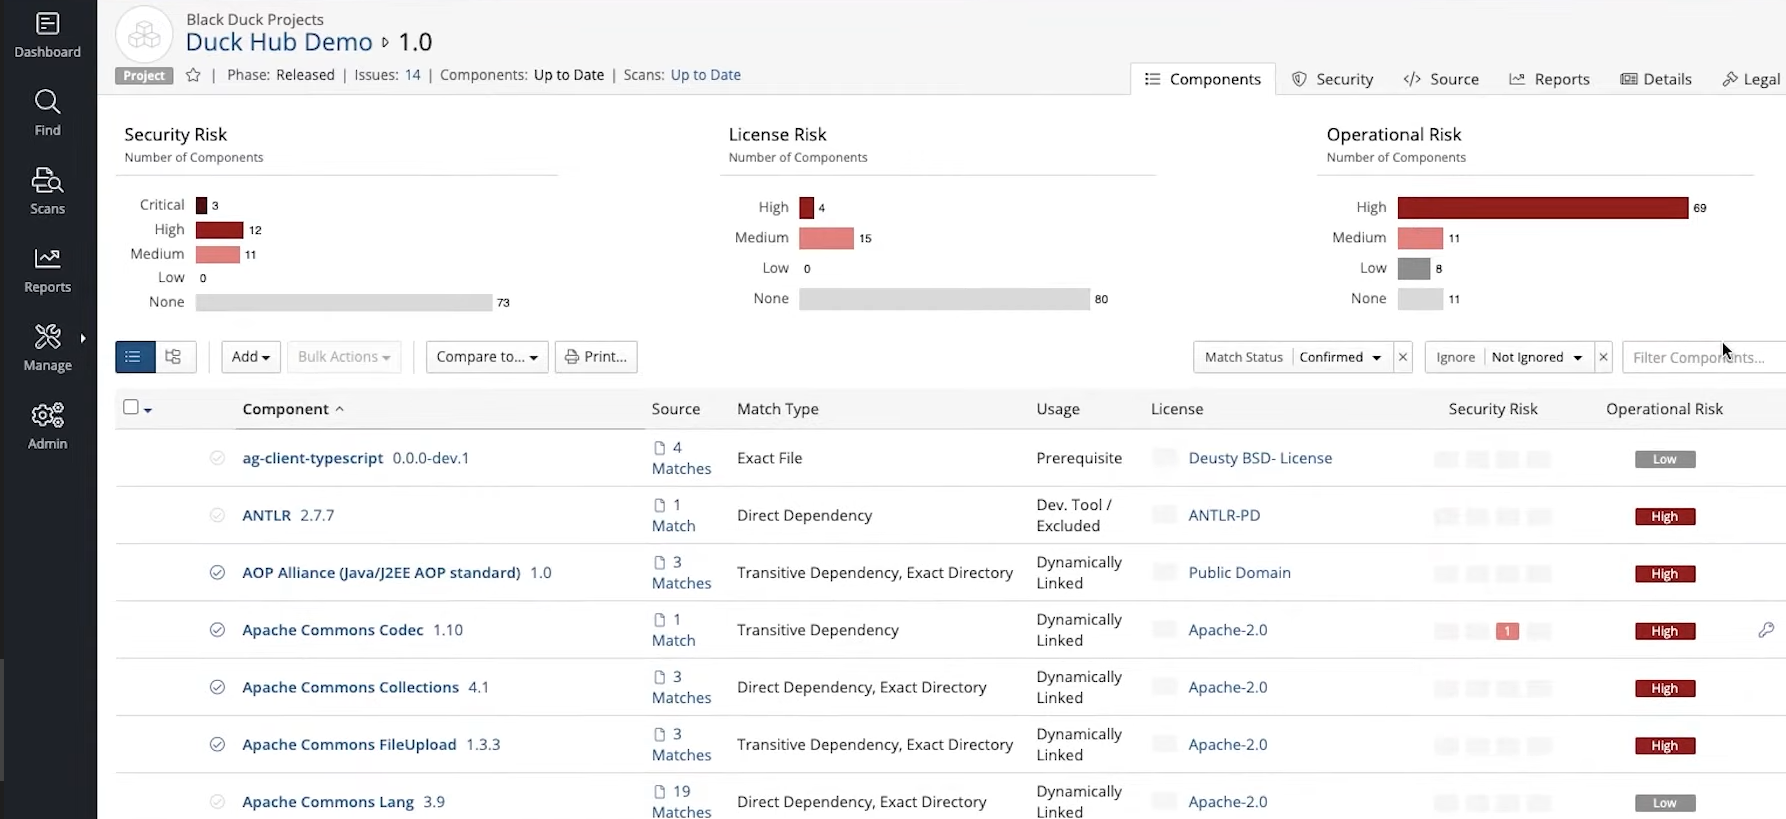 Dashboard
Find
Scans
Reports
Manage
Admin
Black Duck Projects
Duck Hub Demo 1.0
Project | Phase: Released | Issues: 14 | Components: Up to Date | Scans: Up to Date
Components Security Source Reports Details Legal
Security Risk
Number of Components
Critical 3
High 12
Medium 11
Low 0
None 73
License Risk
Number of Components
High 4
Medium 15
Low 0
None 80
Operational Risk
Number of Components
High 69
Medium 11
Low 8
None 11
Add Bulk Actions Compare to... Print... Match Status Confirmed × Ignore Not Ignored × Filter Components...
Component Source Match Type Usage License Security Risk Operational Risk
ag-client-typescript 0.0.0-dev.1 4 Matches Exact File Prerequisite Deusty BSD- License Low
ANTLR 2.7.7 1 Match Direct Dependency Dev. Tool / Excluded ANTLR-PD High
AOP Alliance (Java/J2EE AOP standard) 1.0 3 Matches Transitive Dependency, Exact Directory Dynamically Linked Public Domain High
Apache Commons Codec 1.10 1 Match Transitive Dependency Dynamically Linked Apache-2.0 1 High
Apache Commons Collections 4.1 3 Matches Direct Dependency, Exact Directory Dynamically Linked Apache-2.0 High
Apache Commons FileUpload 1.3.3 3 Matches Transitive Dependency, Exact Directory Dynamically Linked Apache-2.0 High
Apache Commons Lang 3.9 19 Matches Direct Dependency, Exact Directory Dynamically Linked Apache-2.0 Low